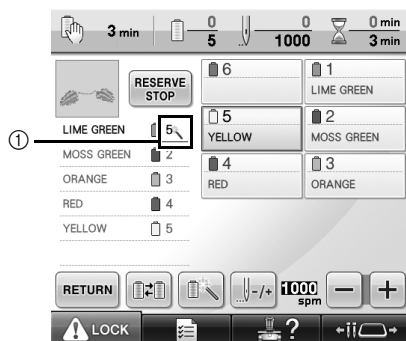 3 min 0 0 0 min
5 1000 3 min
RESERVE STOP
6 1 LIME GREEN
5 YELLOW 2 MOSS GREEN
4 RED 3 ORANGE
① LIME GREEN 5
MOSS GREEN 2
ORANGE 3
RED 4
YELLOW 5
RETURN -/+ 1000 spm − +
LOCK ?